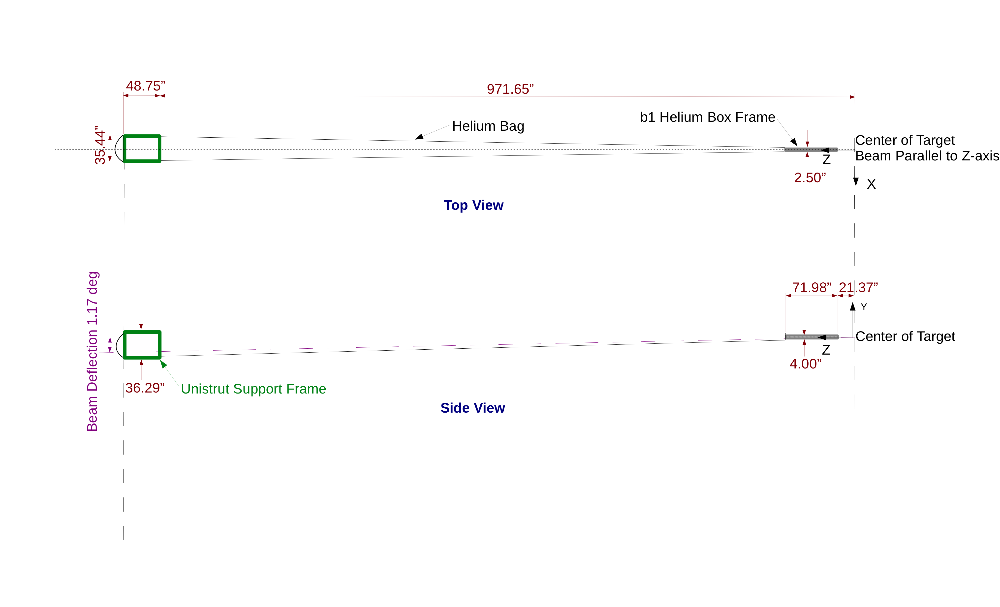 48.75”
971.65”
b1 Helium Box Frame
Helium Bag
35.44”
Center of Target
Beam Parallel to Z-axis
Z
2.50”
X
Top View
Beam Deflection 1.17 deg
71.98”
21.37”
Y
Center of Target
Z
4.00”
36.29”
Unistrut Support Frame
Side View